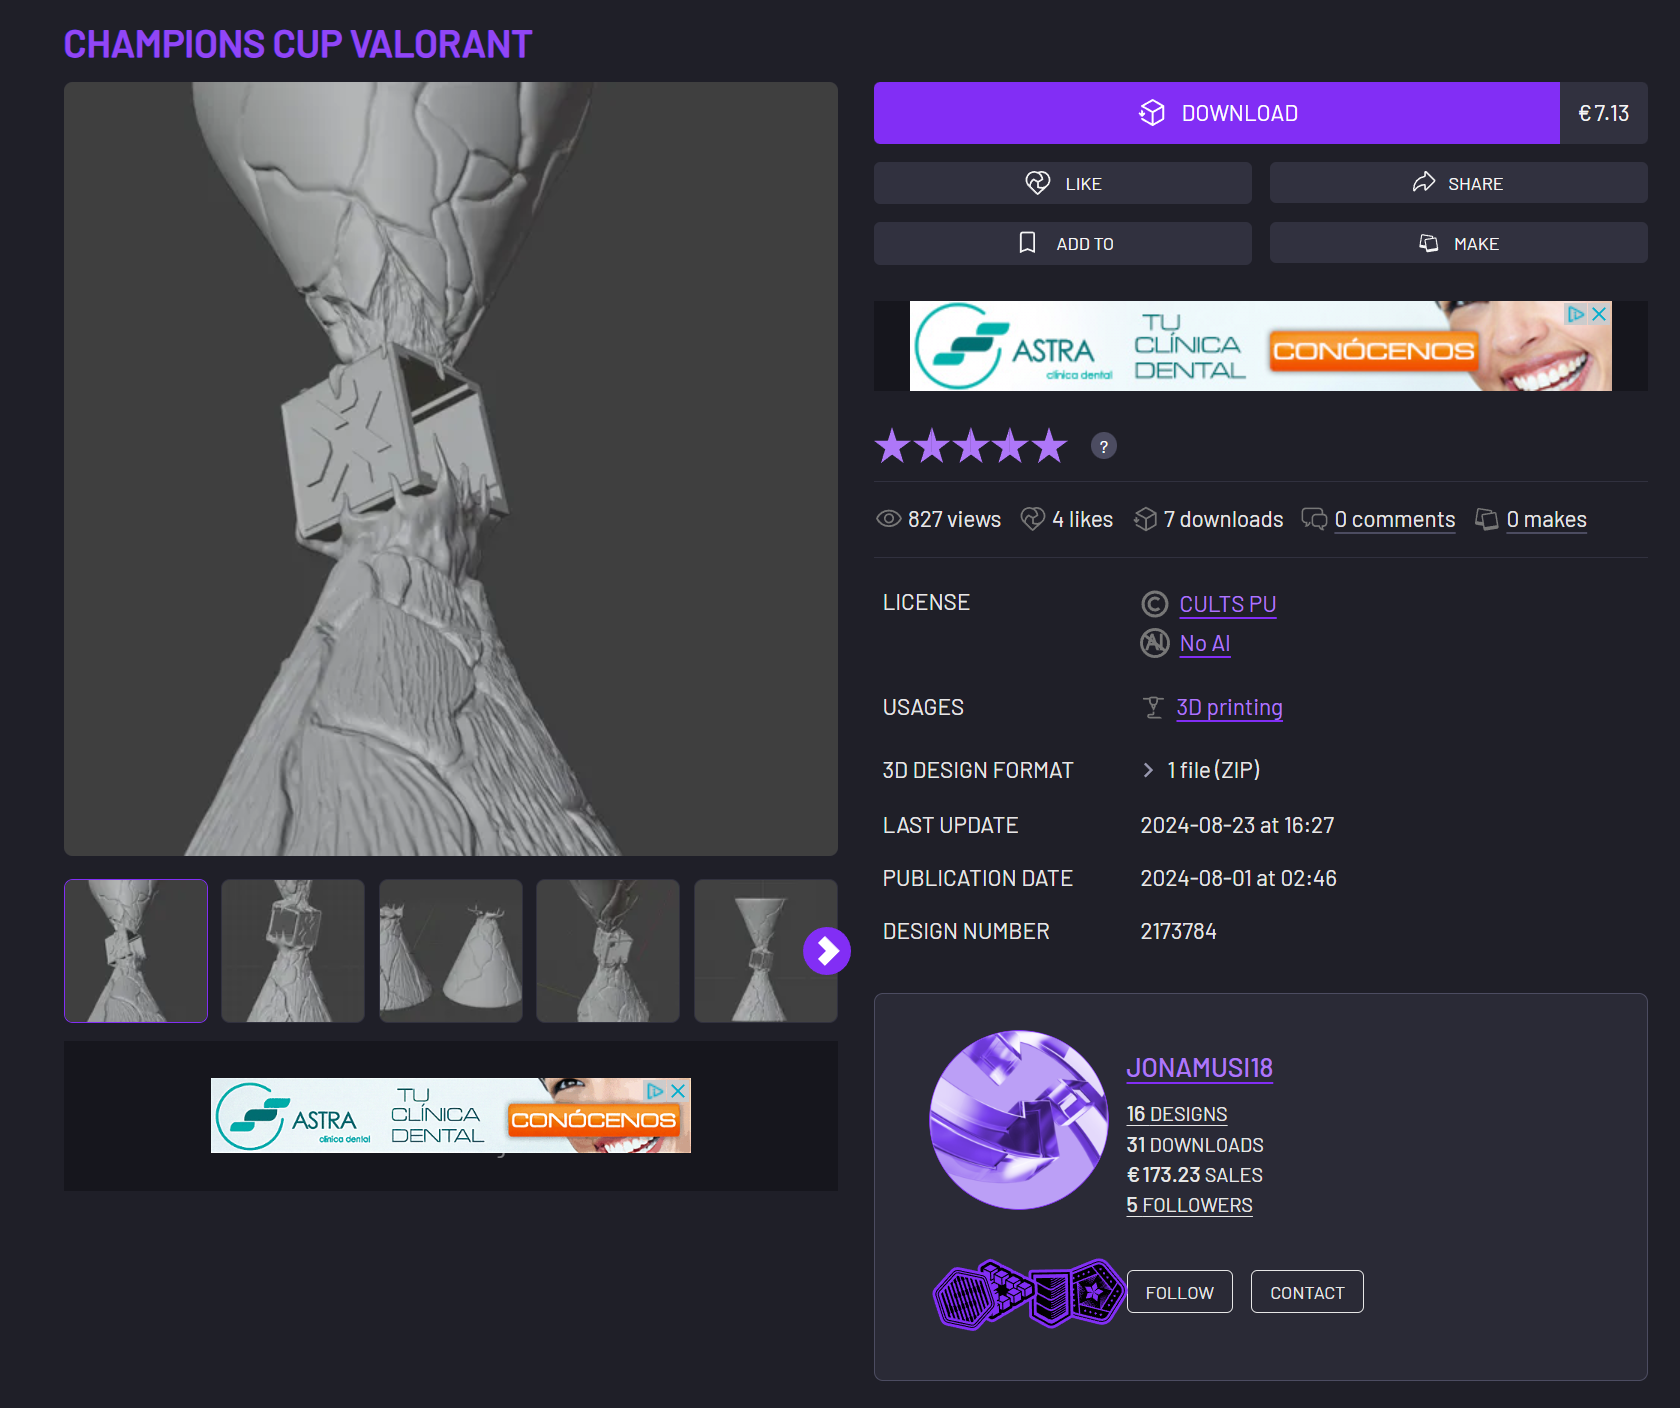 CHAMPIONS CUP VALORANT
DOWNLOAD
€7.13
LIKE
SHARE
ADD TO
MAKE
ASTRA
clínica dental
TU
CLÍNICA
DENTAL
CONÓCENOS
?
827 views
4 likes
7 downloads
0 comments
0 makes
LICENSE
CULTS PU
No AI
USAGES
3D printing
3D DESIGN FORMAT
1 file (ZIP)
LAST UPDATE
2024-08-23 at 16:27
PUBLICATION DATE
2024-08-01 at 02:46
DESIGN NUMBER
2173784
ASTRA
clínica dental
TU
CLÍNICA
DENTAL
CONÓCENOS
JONAMUSI18
16 DESIGNS
31 DOWNLOADS
€173.23 SALES
5 FOLLOWERS
FOLLOW
CONTACT